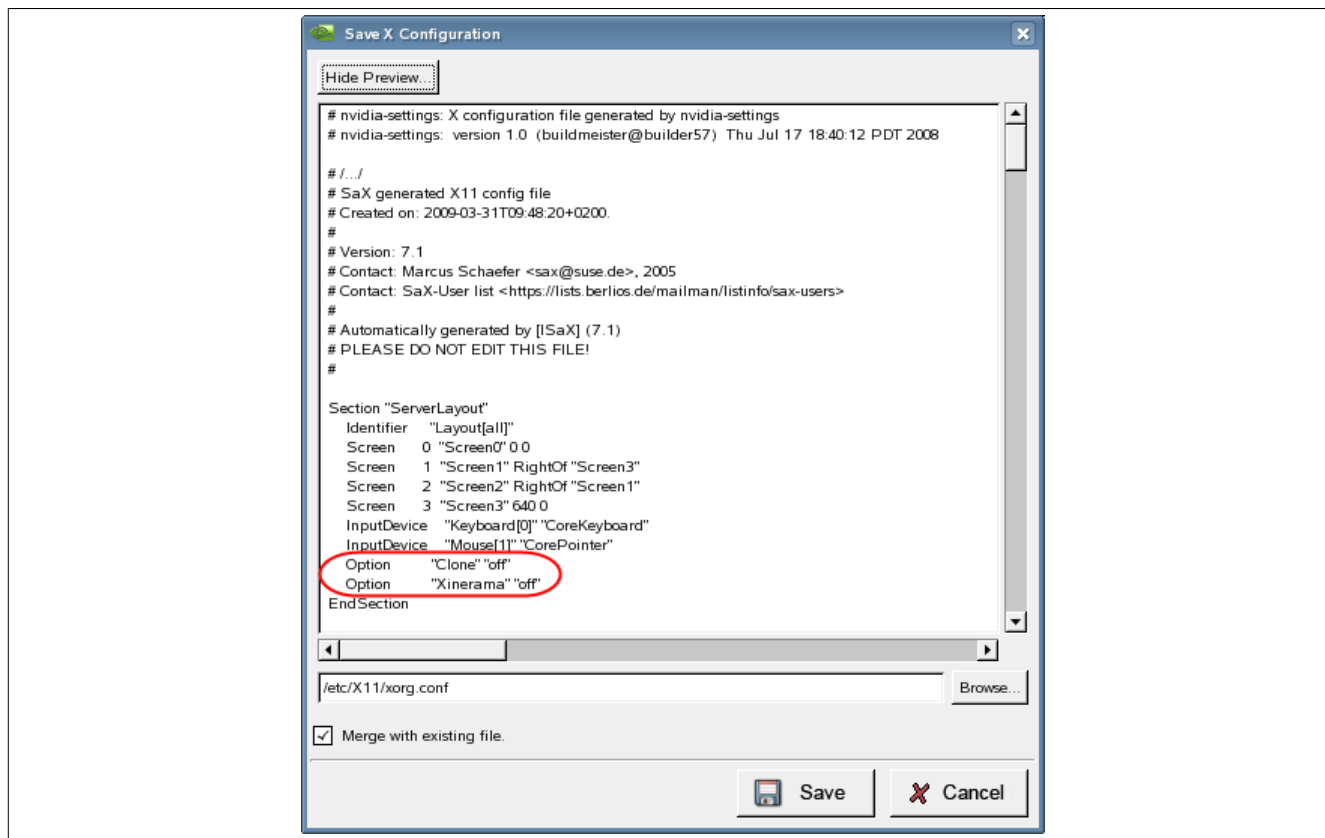 Save X Configuration
Hide Preview...
# nvidia-settings: X configuration file generated by nvidia-settings
# nvidia-settings:  version 1.0  (buildmeister@builder57)  Thu Jul 17 18:40:12 PDT 2008
# /.../
# SaX generated X11 config file
# Created on: 2009-03-31T09:48:20+0200.
#
# Version: 7.1
# Contact: Marcus Schaefer <sax@suse.de>, 2005
# Contact: SaX-User list <https://lists.berlios.de/mailman/listinfo/sax-users>
#
# Automatically generated by [ISaX] (7.1)
# PLEASE DO NOT EDIT THIS FILE!
#
Section "ServerLayout"
Identifier "Layout[all]"
Screen 0 "Screen0" 0 0
Screen 1 "Screen1" RightOf "Screen3"
Screen 2 "Screen2" RightOf "Screen1"
Screen 3 "Screen3" 640 0
InputDevice "Keyboard[0]" "CoreKeyboard"
InputDevice "Mouse[1]" "CorePointer"
Option "Clone" "off"
Option "Xinerama" "off"
EndSection
/etc/X11/xorg.conf
Browse...
Merge with existing file.
Save
Cancel